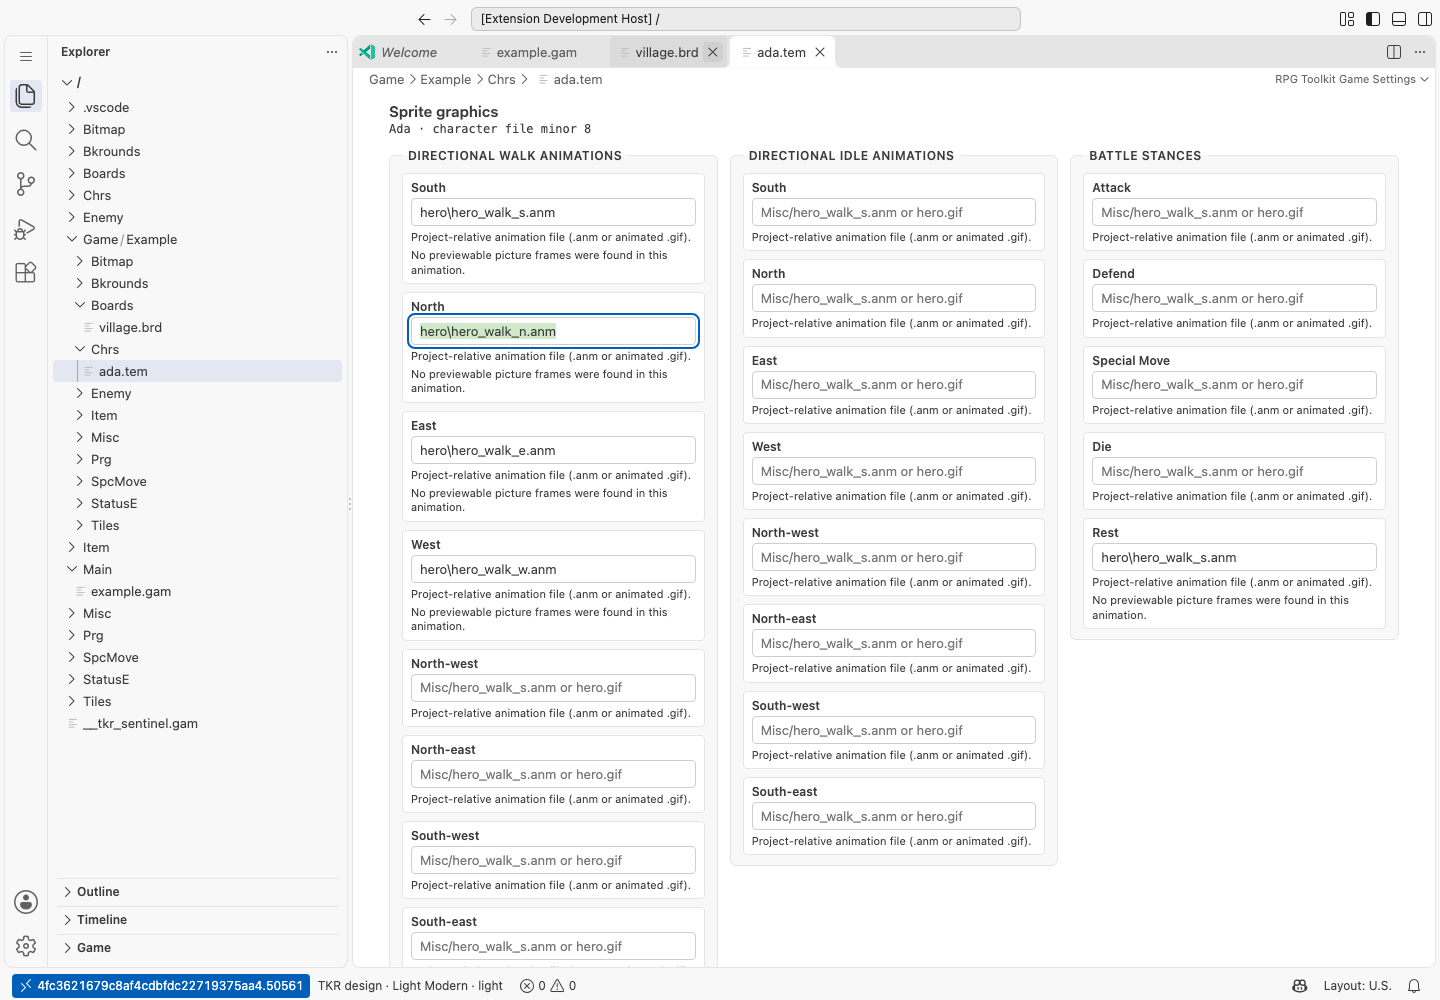 [Extension Development Host] /
Explorer
/
.vscode
Bitmap
Bkrounds
Boards
Chrs
Enemy
Game / Example
Bitmap
Bkrounds
Boards
village.brd
Chrs
ada.tem
Enemy
Item
Misc
Prg
SpcMove
StatusE
Tiles
Item
Main
example.gam
Misc
Prg
SpcMove
StatusE
Tiles
__tkr_sentinel.gam
Outline
Timeline
Game
Welcome
example.gam
village.brd
ada.tem
Game > Example > Chrs > ada.tem
RPG Toolkit Game Settings
Sprite graphics
Ada · character file minor 8
DIRECTIONAL WALK ANIMATIONS
South
hero\hero_walk_s.anm
Project-relative animation file (.anm or animated .gif).
No previewable picture frames were found in this
animation.
North
hero\hero_walk_n.anm
Project-relative animation file (.anm or animated .gif).
No previewable picture frames were found in this
animation.
East
hero\hero_walk_e.anm
Project-relative animation file (.anm or animated .gif).
No previewable picture frames were found in this
animation.
West
hero\hero_walk_w.anm
Project-relative animation file (.anm or animated .gif).
No previewable picture frames were found in this
animation.
North-west
Misc/hero_walk_s.anm or hero.gif
Project-relative animation file (.anm or animated .gif).
North-east
Misc/hero_walk_s.anm or hero.gif
Project-relative animation file (.anm or animated .gif).
South-west
Misc/hero_walk_s.anm or hero.gif
Project-relative animation file (.anm or animated .gif).
South-east
Misc/hero_walk_s.anm or hero.gif
DIRECTIONAL IDLE ANIMATIONS
South
Misc/hero_walk_s.anm or hero.gif
Project-relative animation file (.anm or animated .gif).
North
Misc/hero_walk_s.anm or hero.gif
Project-relative animation file (.anm or animated .gif).
East
Misc/hero_walk_s.anm or hero.gif
Project-relative animation file (.anm or animated .gif).
West
Misc/hero_walk_s.anm or hero.gif
Project-relative animation file (.anm or animated .gif).
North-west
Misc/hero_walk_s.anm or hero.gif
Project-relative animation file (.anm or animated .gif).
North-east
Misc/hero_walk_s.anm or hero.gif
Project-relative animation file (.anm or animated .gif).
South-west
Misc/hero_walk_s.anm or hero.gif
Project-relative animation file (.anm or animated .gif).
South-east
Misc/hero_walk_s.anm or hero.gif
Project-relative animation file (.anm or animated .gif).
BATTLE STANCES
Attack
Misc/hero_walk_s.anm or hero.gif
Project-relative animation file (.anm or animated .gif).
Defend
Misc/hero_walk_s.anm or hero.gif
Project-relative animation file (.anm or animated .gif).
Special Move
Misc/hero_walk_s.anm or hero.gif
Project-relative animation file (.anm or animated .gif).
Die
Misc/hero_walk_s.anm or hero.gif
Project-relative animation file (.anm or animated .gif).
Rest
hero\hero_walk_s.anm
Project-relative animation file (.anm or animated .gif).
No previewable picture frames were found in this
animation.
4fc3621679c8af4cdbfdc22719375aa4.50561
TKR design · Light Modern · light
0
0
Layout: U.S.